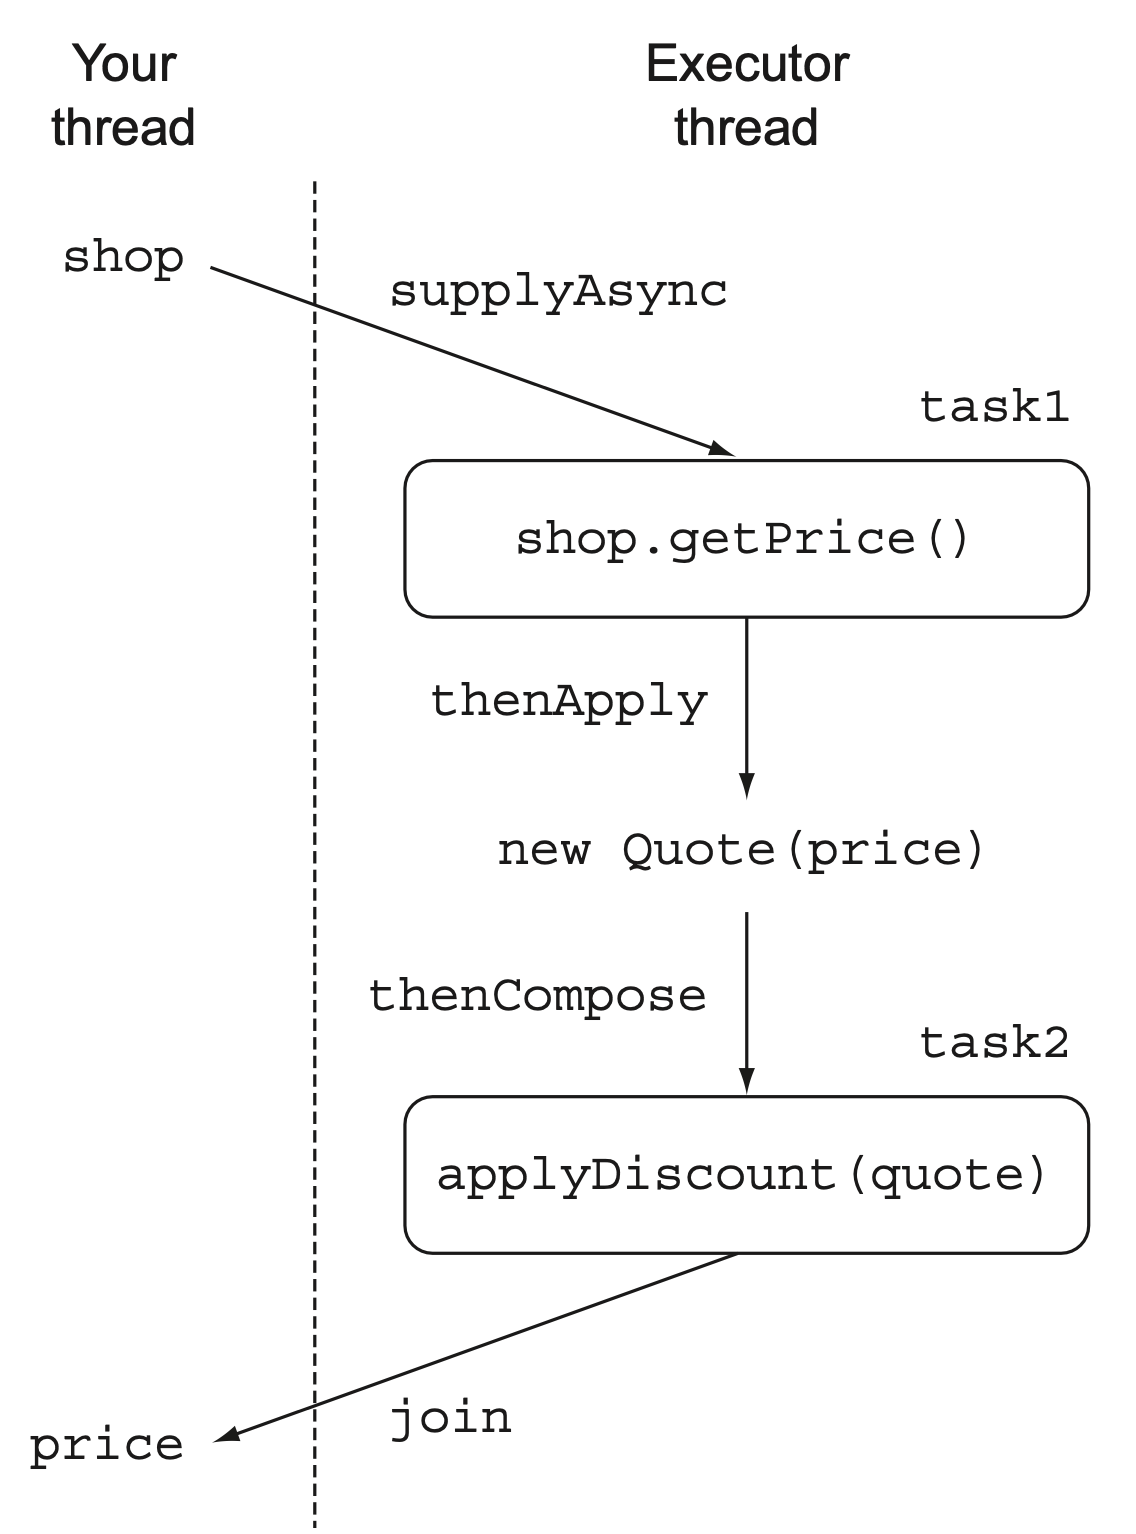 Your
thread
Executor
thread
shop
supplyAsync
task1
shop.getPrice()
thenApply
new Quote(price)
thenCompose
task2
applyDiscount(quote)
join
price